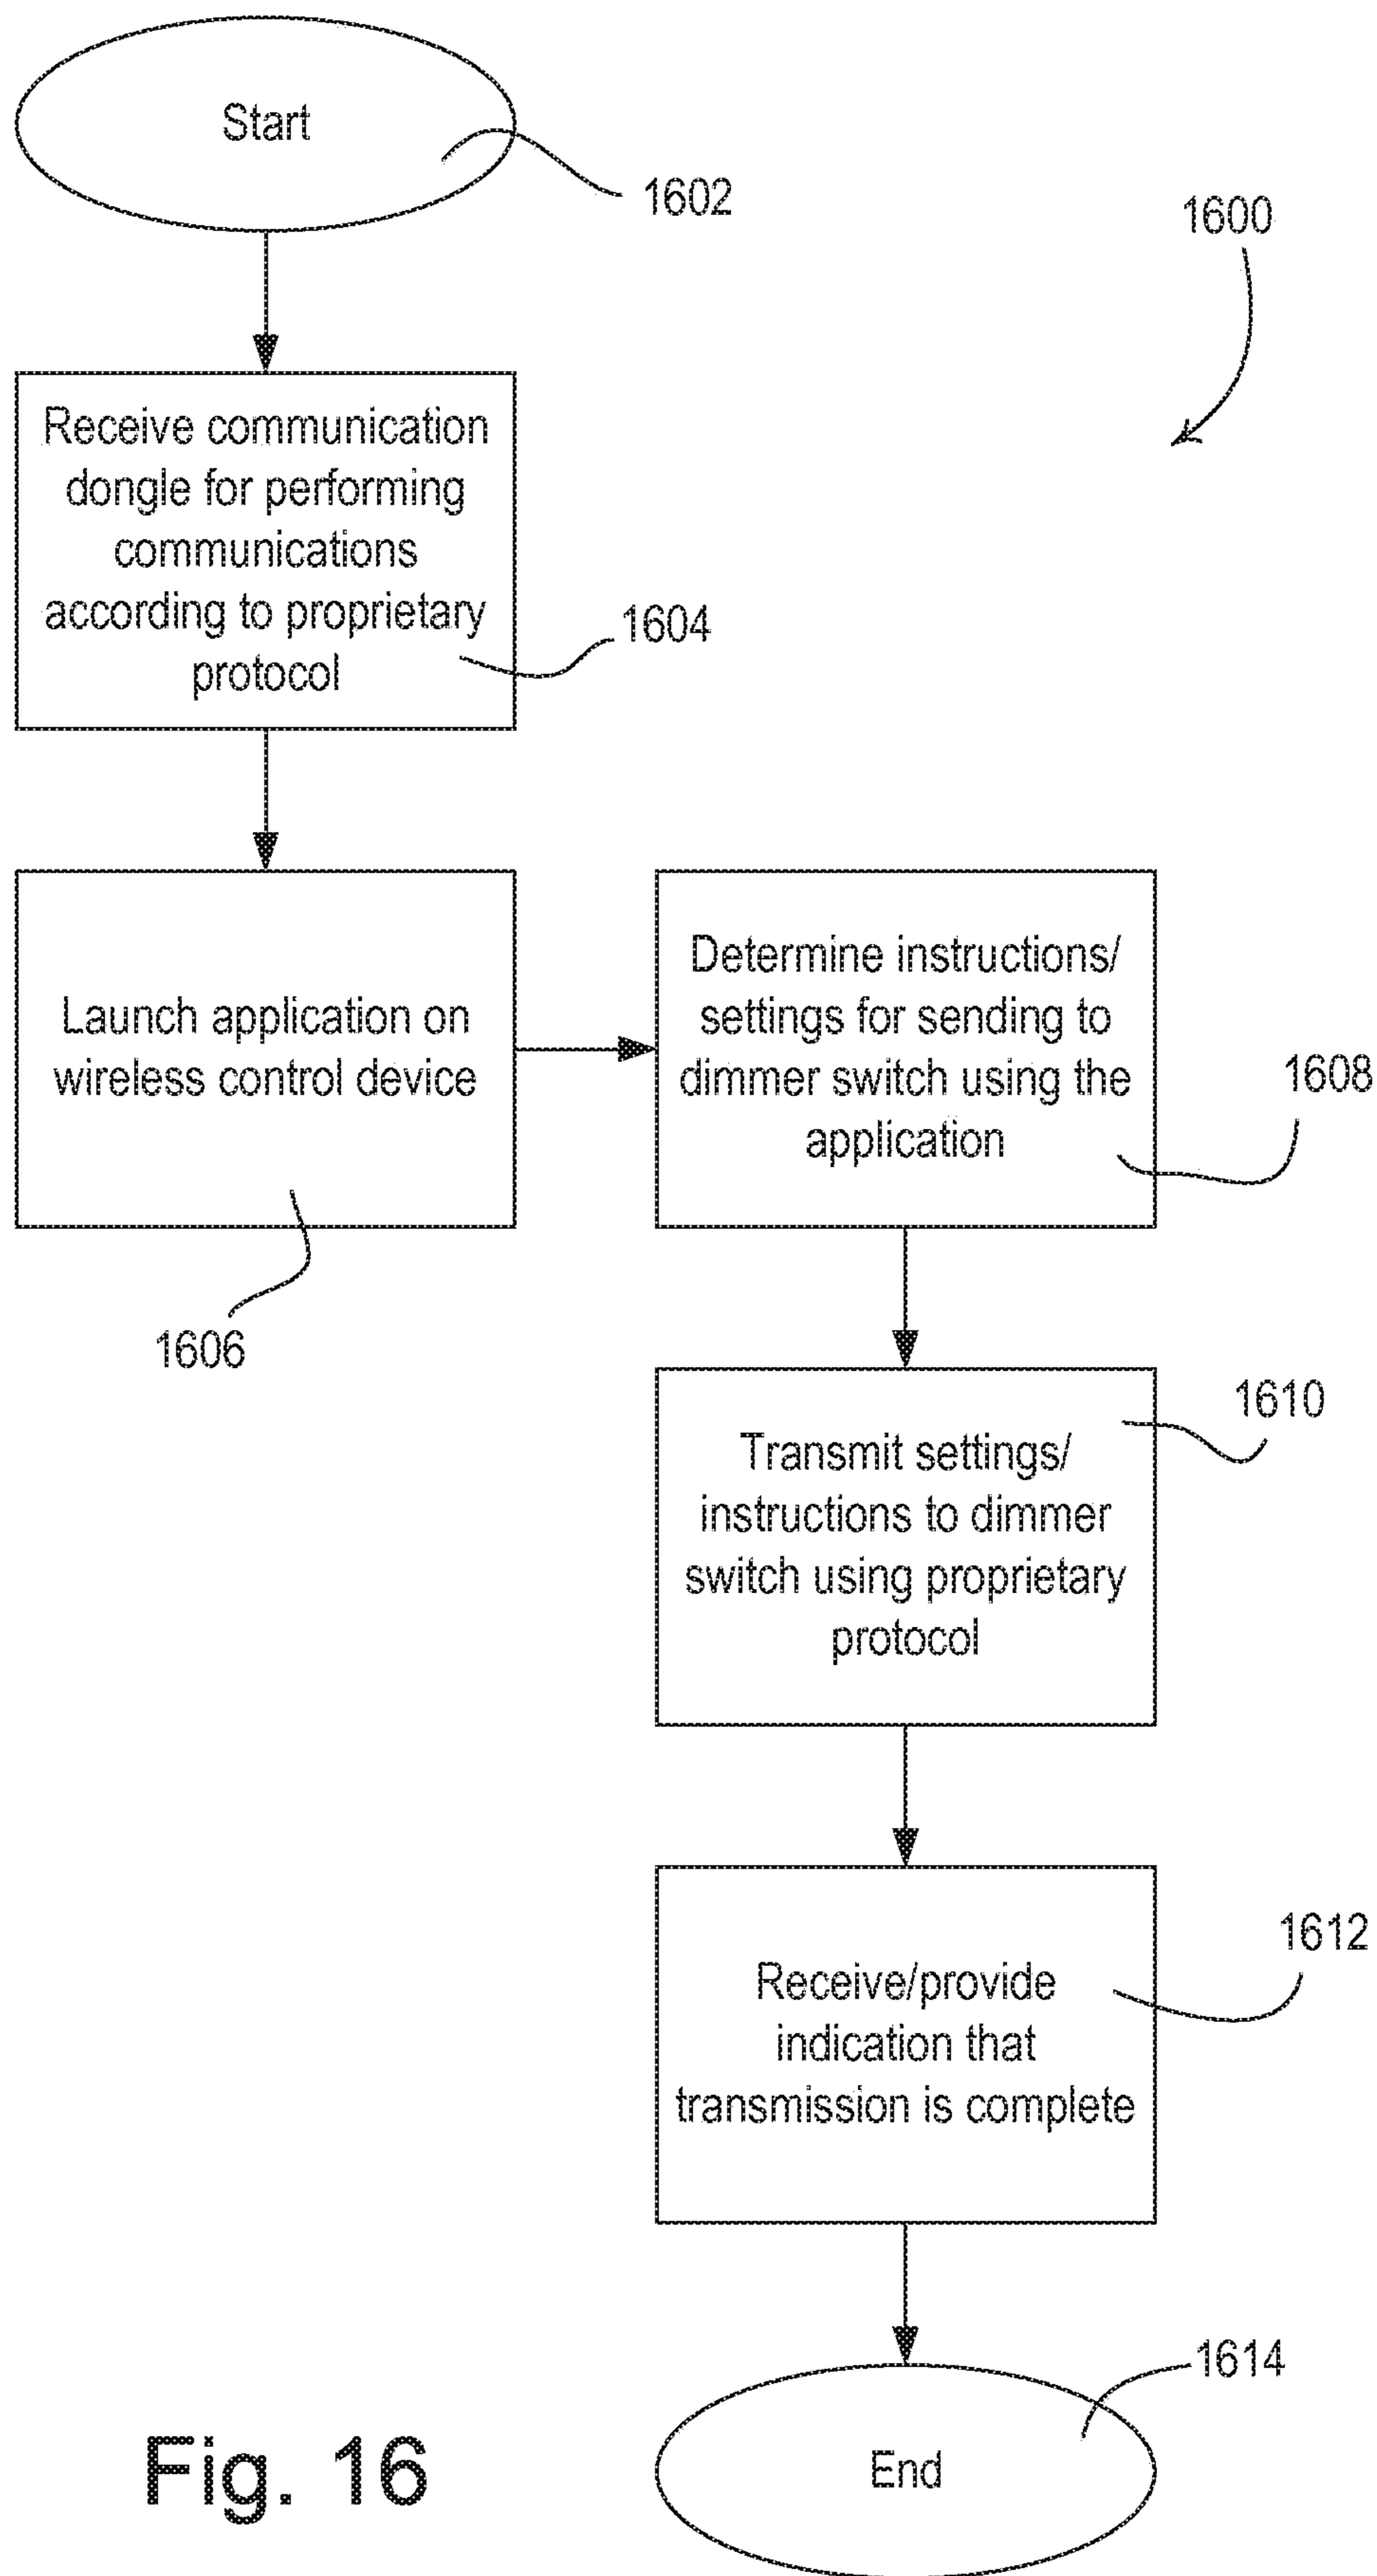 Start
1602
1600
Receive communication
dongle for performing
communications
according to proprietary
protocol
1604
Launch application on
wireless control device
1606
Determine instructions/
settings for sending to
dimmer switch using the
application
1608
Transmit settings/
instructions to dimmer
switch using proprietary
protocol
1610
Receive/provide
indication that
transmission is complete
1612
End
1614
Fig. 16